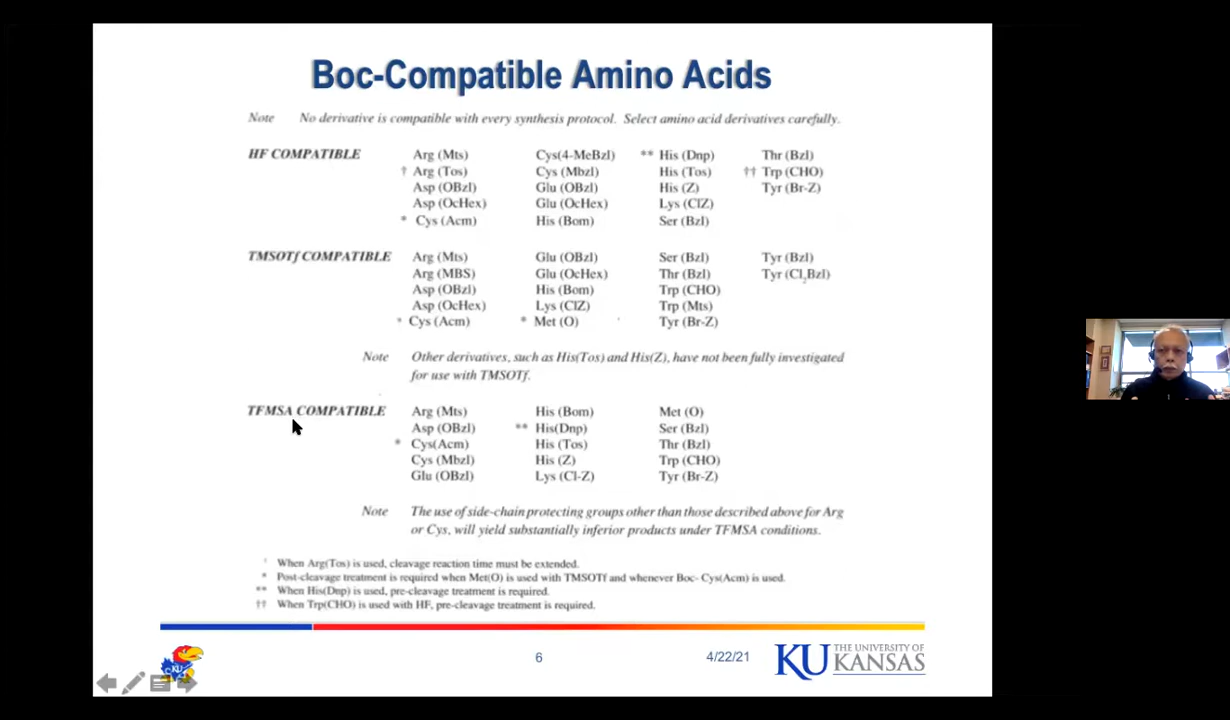 Boc-Compatible Amino Acids
Note No derivative is compatible with every synthesis protocol. Select amino acid derivatives carefully.
HF COMPATIBLE Arg (Mts) Cys(4-MeBzl) ** His (Dnp) Thr (Bzl)
† Arg (Tos) Cys (Mbzl) His (Tos) †† Trp (CHO)
Asp (OBzl) Glu (OBzl) His (Z) Tyr (Br-Z)
Asp (OcHex) Glu (OcHex) Lys (ClZ)
* Cys (Acm) His (Bom) Ser (Bzl)
TMSOTf COMPATIBLE Arg (Mts) Glu (OBzl) Ser (Bzl) Tyr (Bzl)
Arg (MBS) Glu (OcHex) Thr (Bzl) Tyr (Cl₂Bzl)
Asp (OBzl) His (Bom) Trp (CHO)
Asp (OcHex) Lys (ClZ) Trp (Mts)
* Cys (Acm) * Met (O) Tyr (Br-Z)
Note Other derivatives, such as His(Tos) and His(Z), have not been fully investigated
for use with TMSOTf.
TFMSA COMPATIBLE Arg (Mts) His (Bom) Met (O)
Asp (OBzl) ** His(Dnp) Ser (Bzl)
* Cys(Acm) His (Tos) Thr (Bzl)
Cys (Mbzl) His (Z) Trp (CHO)
Glu (OBzl) Lys (Cl-Z) Tyr (Br-Z)
Note The use of side-chain protecting groups other than those described above for Arg
or Cys, will yield substantially inferior products under TFMSA conditions.
† When Arg(Tos) is used, cleavage reaction time must be extended.
* Post-cleavage treatment is required when Met(O) is used with TMSOTf and whenever Boc- Cys(Acm) is used.
** When His(Dnp) is used, pre-cleavage treatment is required.
†† When Trp(CHO) is used with HF, pre-cleavage treatment is required.
KU
6
4/22/21
KU THE UNIVERSITY OF
KANSAS